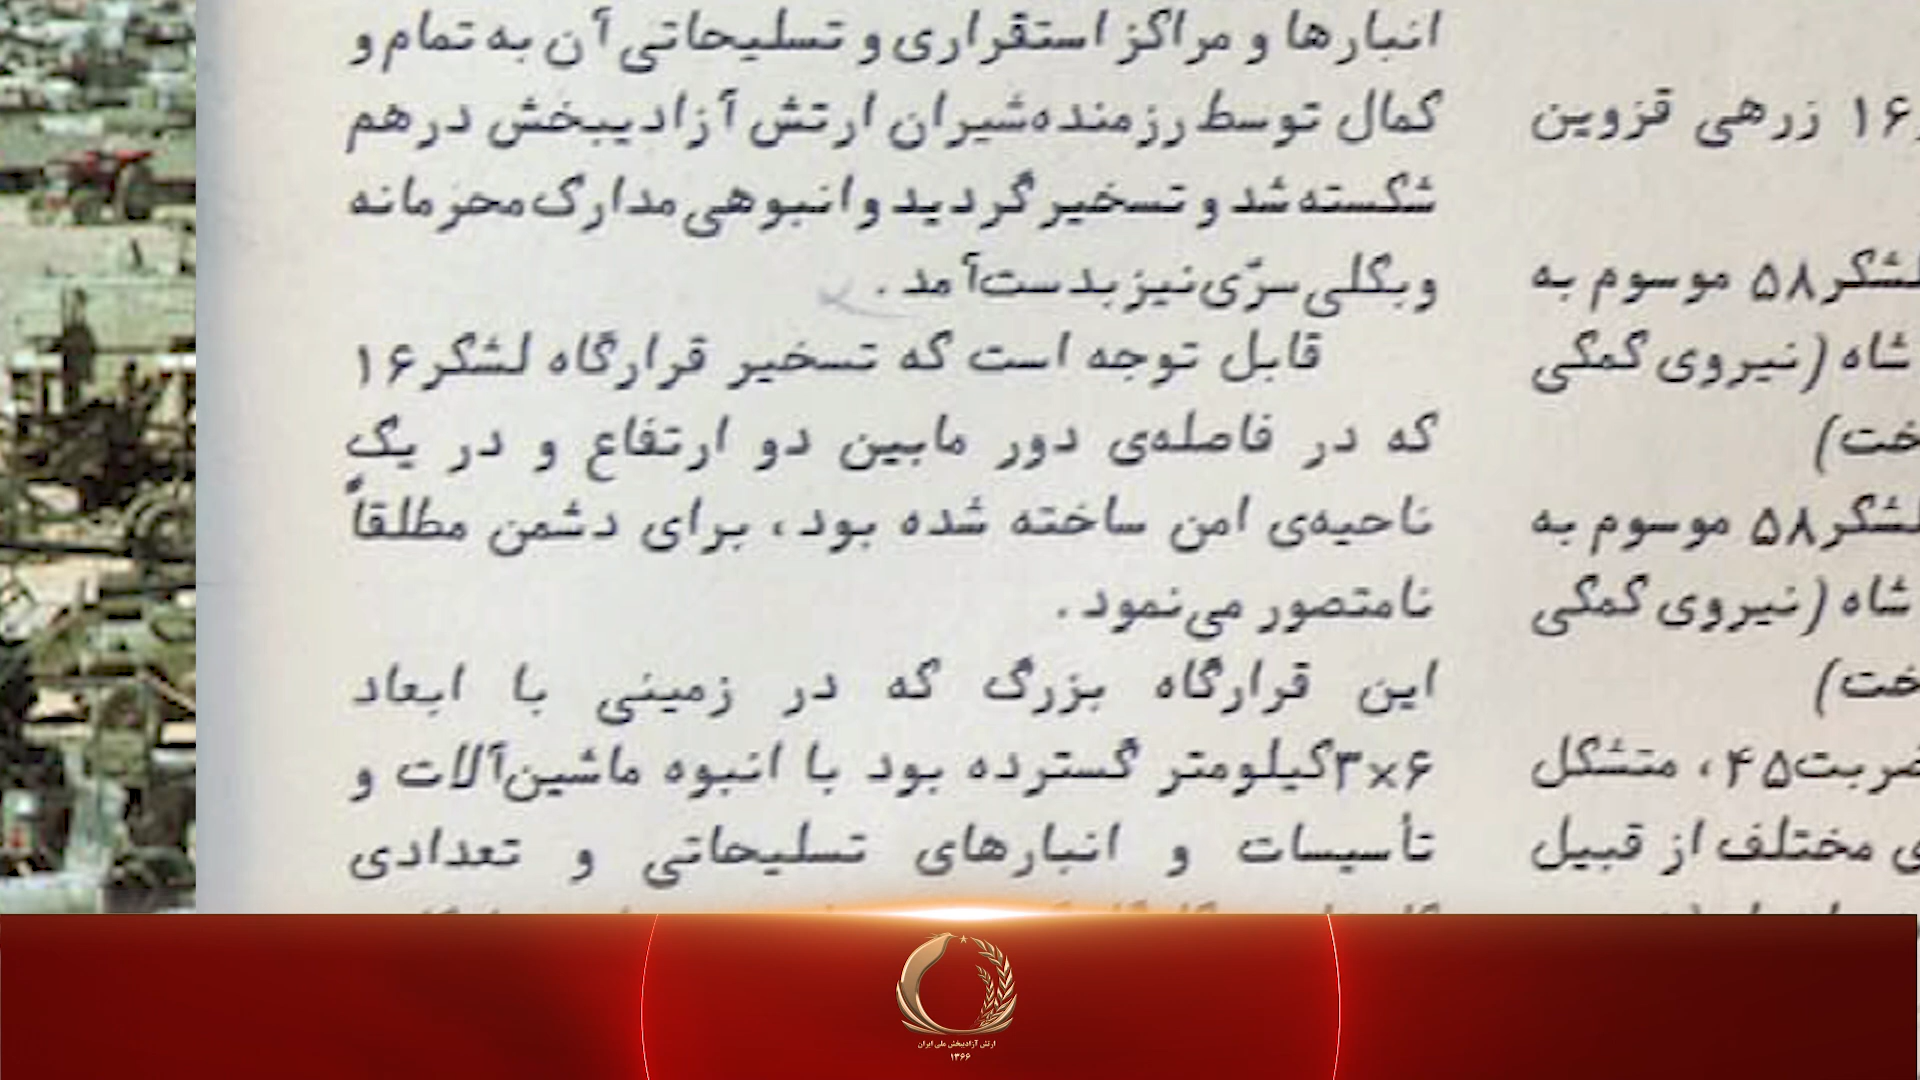 ۱۶ زرهی قزوین
لشگر۵۸ موسوم به
شاه (نیروی کمکی
لشگر۵۸ موسوم به
شاه (نیروی کمکی
ضربت۴۵، متشکل
مختلف از قبیل
انبارها و مراکز استقراری و تسلیحاتی آن به تمام و
کمال توسط رزمنده‌شیران ارتش آزادیبخش درهم
شکسته شد و تسخیر گردید و انبوهی مدارک محرمانه
وبکلی سرّی نیز بدست آمد.
قابل توجه است که تسخیر قرارگاه لشگر۱۶
که در فاصله‌ی دور مابین دو ارتفاع و در یک
ناحیه‌ی امن ساخته شده بود، برای دشمن مطلقاً
نامتصور می‌نمود.
این قرارگاه بزرگ که در زمینی با ابعاد
۶×۳کیلومتر گسترده بود با انبوه ماشین‌آلات و
تأسیسات و انبارهای تسلیحاتی و تعدادی
ارتش آزادیبخش ملی ایران
۱۳۶۶